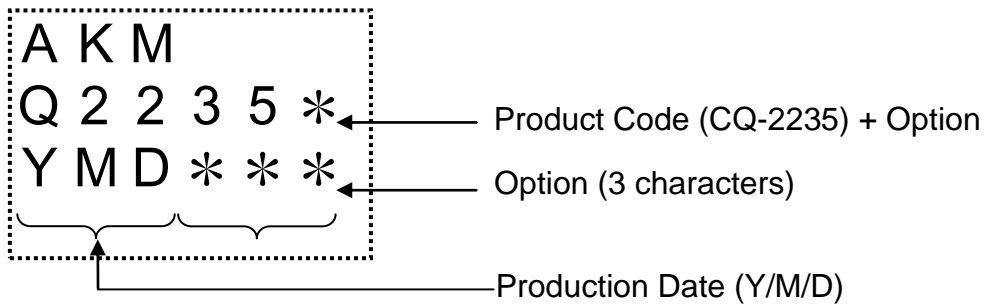 A K M
Q 2 2 3 5 *
Product Code (CQ-2235) + Option
Y M D * * *
Option (3 characters)
Production Date (Y/M/D)